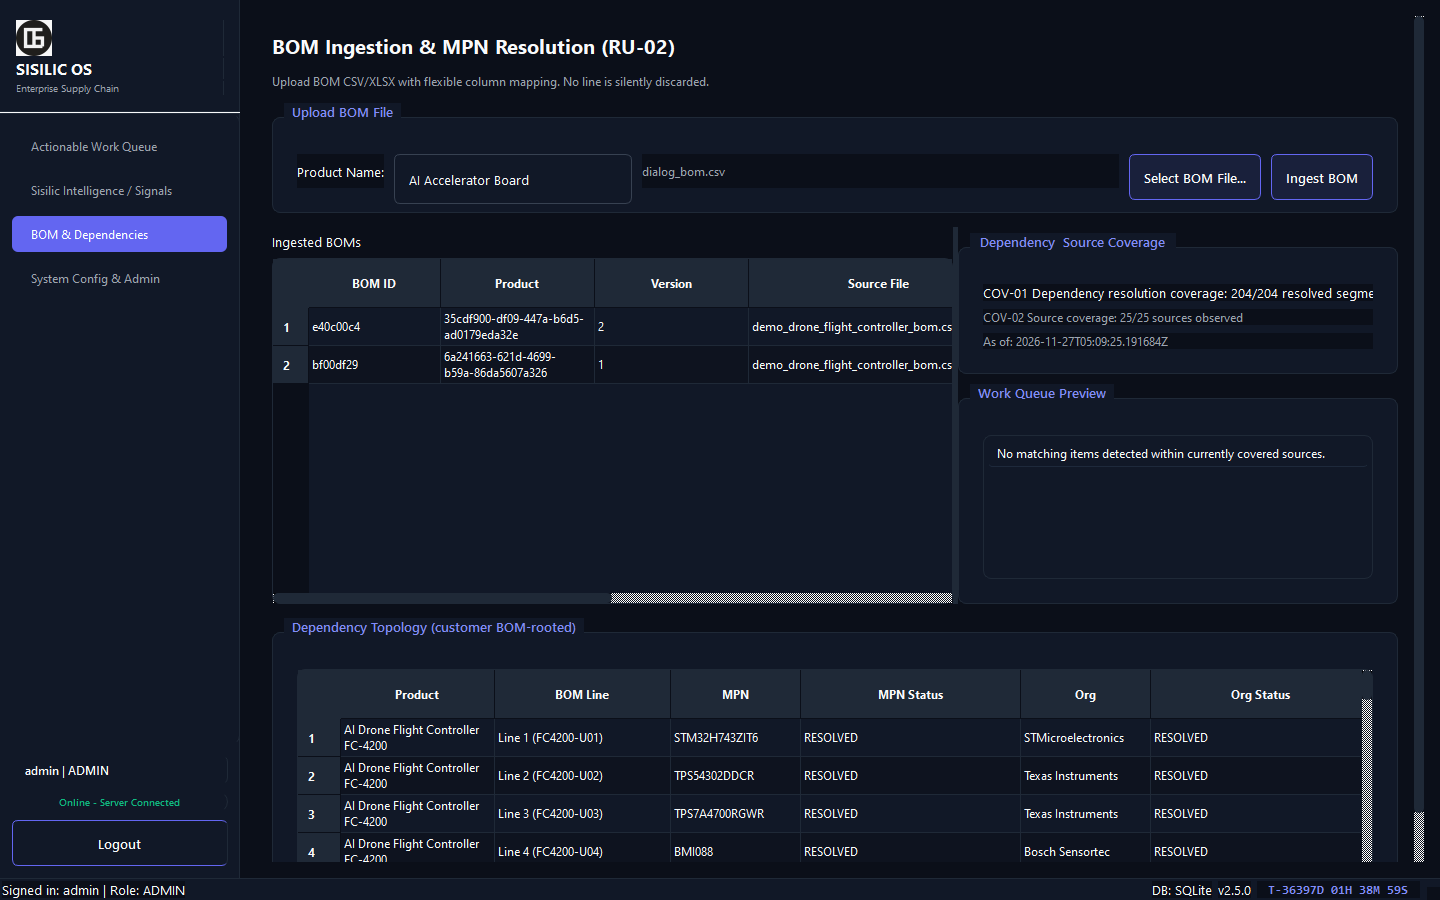 SISILIC OS
Enterprise Supply Chain
Actionable Work Queue
Sisilic Intelligence / Signals
BOM & Dependencies
System Config & Admin
admin | ADMIN
Online - Server Connected
Logout
BOM Ingestion & MPN Resolution (RU-02)
Upload BOM CSV/XLSX with flexible column mapping. No line is silently discarded.
Upload BOM File
Product Name:
AI Accelerator Board
dialog_bom.csv
Select BOM File...
Ingest BOM
Ingested BOMs
BOM ID Product Version Source File
1 e40c00c4 35cdf900-df09-447a-b6d5-
ad0179eda32e 2 demo_drone_flight_controller_bom.cs
2 bf00df29 6a241663-621d-4699-
b59a-86da5607a326 1 demo_drone_flight_controller_bom.cs
Dependency Source Coverage
COV-01 Dependency resolution coverage: 204/204 resolved segme
COV-02 Source coverage: 25/25 sources observed
As of: 2026-11-27T05:09:25.191684Z
Work Queue Preview
No matching items detected within currently covered sources.
Dependency Topology (customer BOM-rooted)
Product BOM Line MPN MPN Status Org Org Status
1 AI Drone Flight Controller
FC-4200 Line 1 (FC4200-U01) STM32H743ZIT6 RESOLVED STMicroelectronics RESOLVED
2 AI Drone Flight Controller
FC-4200 Line 2 (FC4200-U02) TPS54302DDCR RESOLVED Texas Instruments RESOLVED
3 AI Drone Flight Controller
FC-4200 Line 3 (FC4200-U03) TPS7A4700RGWR RESOLVED Texas Instruments RESOLVED
4 AI Drone Flight Controller
FC-4200 Line 4 (FC4200-U04) BMI088 RESOLVED Bosch Sensortec RESOLVED
Signed in: admin | Role: ADMIN
DB: SQLite v2.5.0 T-36397D 01H 38M 59S